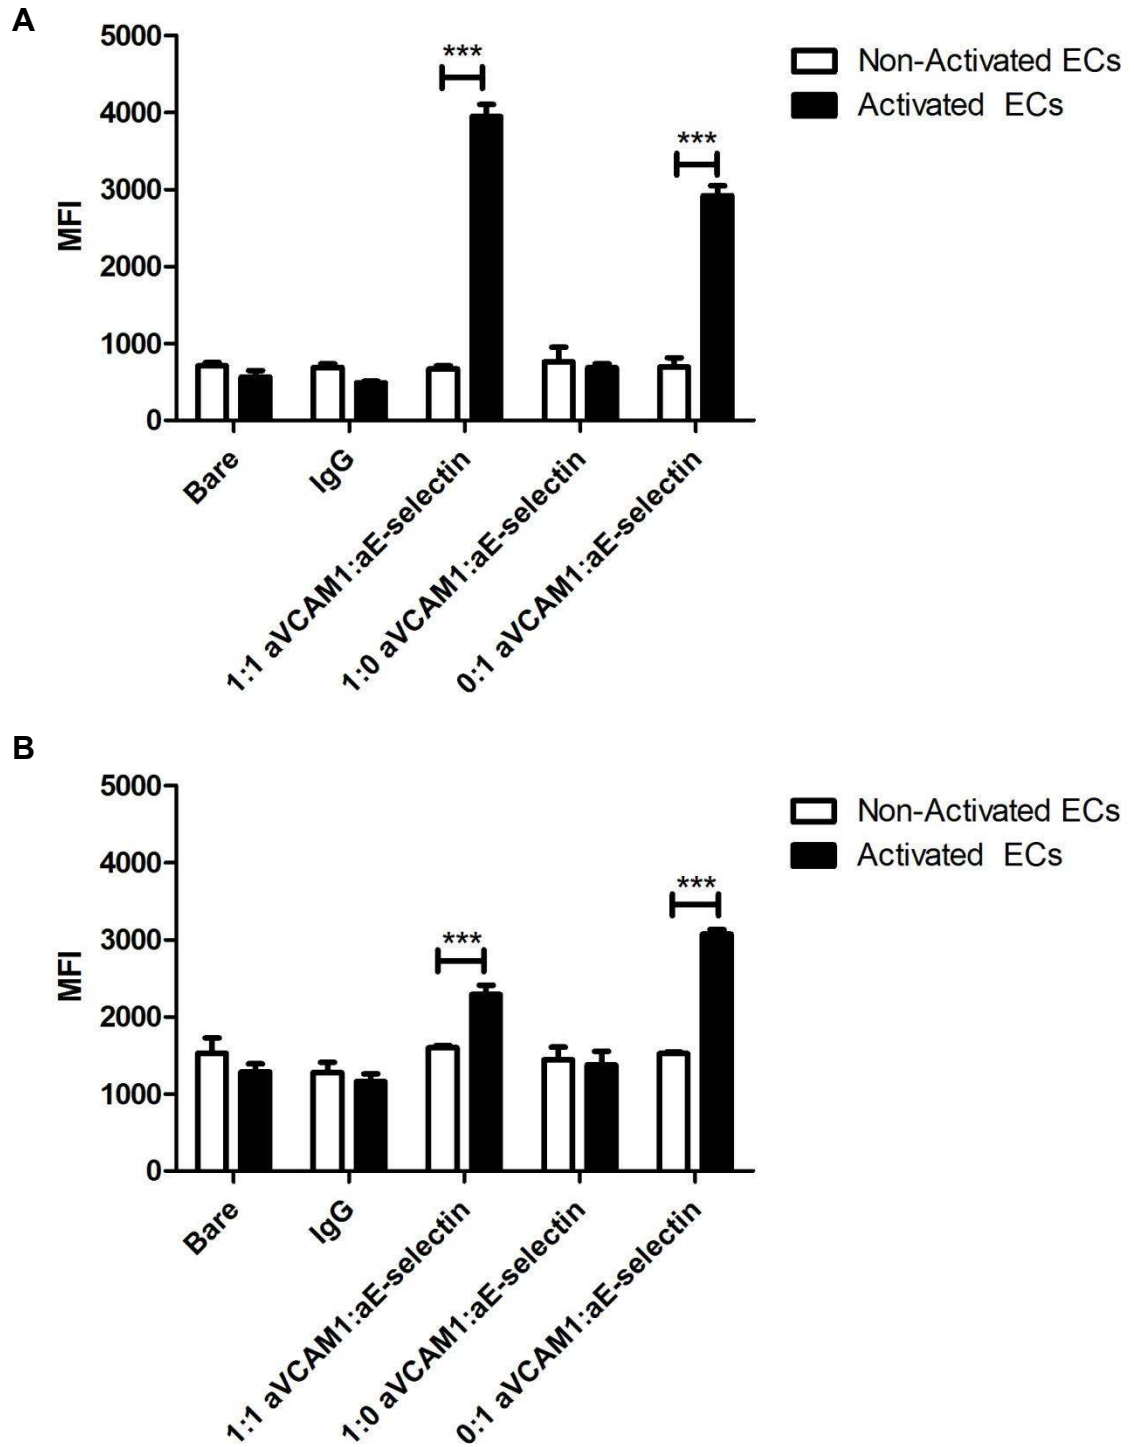 A
5000
4000
3000
2000
1000
0
MFI
***
***
Non-Activated ECs
Activated ECs
Bare
IgG
1:1 aVCAM1:aE-selectin
1:0 aVCAM1:aE-selectin
0:1 aVCAM1:aE-selectin
B
5000
4000
3000
2000
1000
0
MFI
***
***
Non-Activated ECs
Activated ECs
Bare
IgG
1:1 aVCAM1:aE-selectin
1:0 aVCAM1:aE-selectin
0:1 aVCAM1:aE-selectin